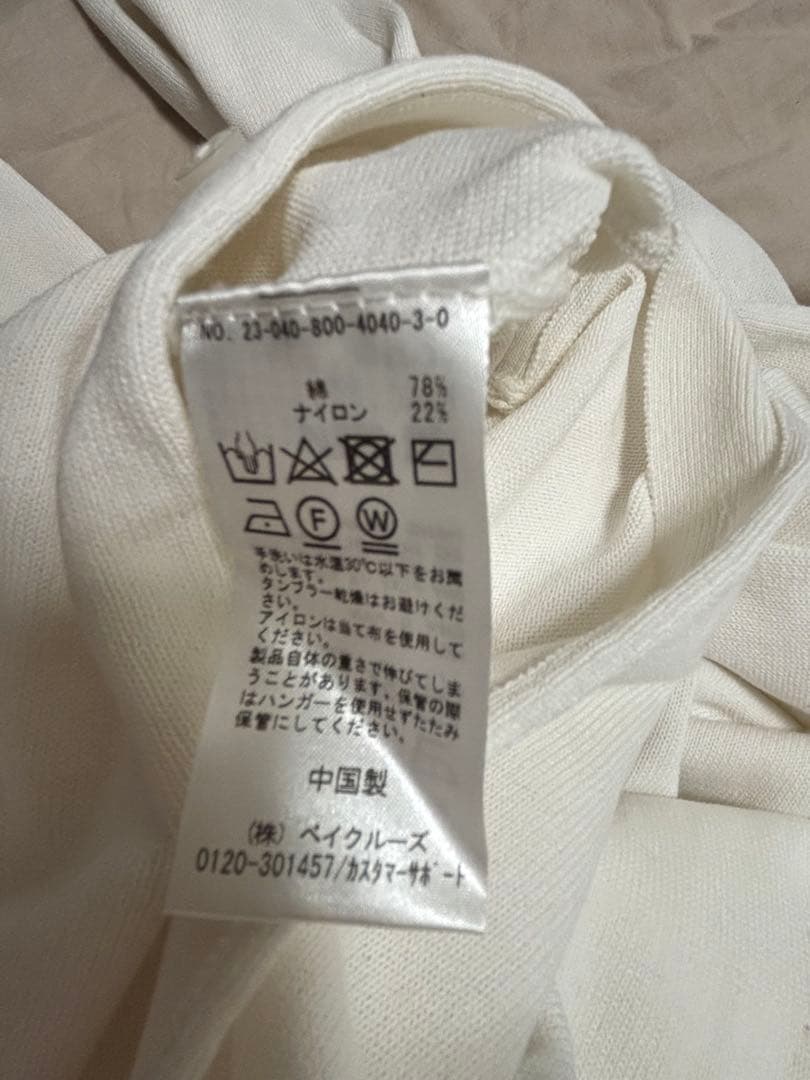 NO. 23-040-800-4040-3-0
綿 78%
ナイロン 22%
F W
手洗いは水温30℃以下をお薦
めします。
タンブラー乾燥はお避けくだ
さい。
アイロンは当て布を使用して
ください。
製品自体の重さで伸びてしま
うことがあります。保管の際
はハンガーを使用せずたたみ
保管にしてください。
中国製
(株) ベイクルーズ
0120-301457/カスタマーサポート